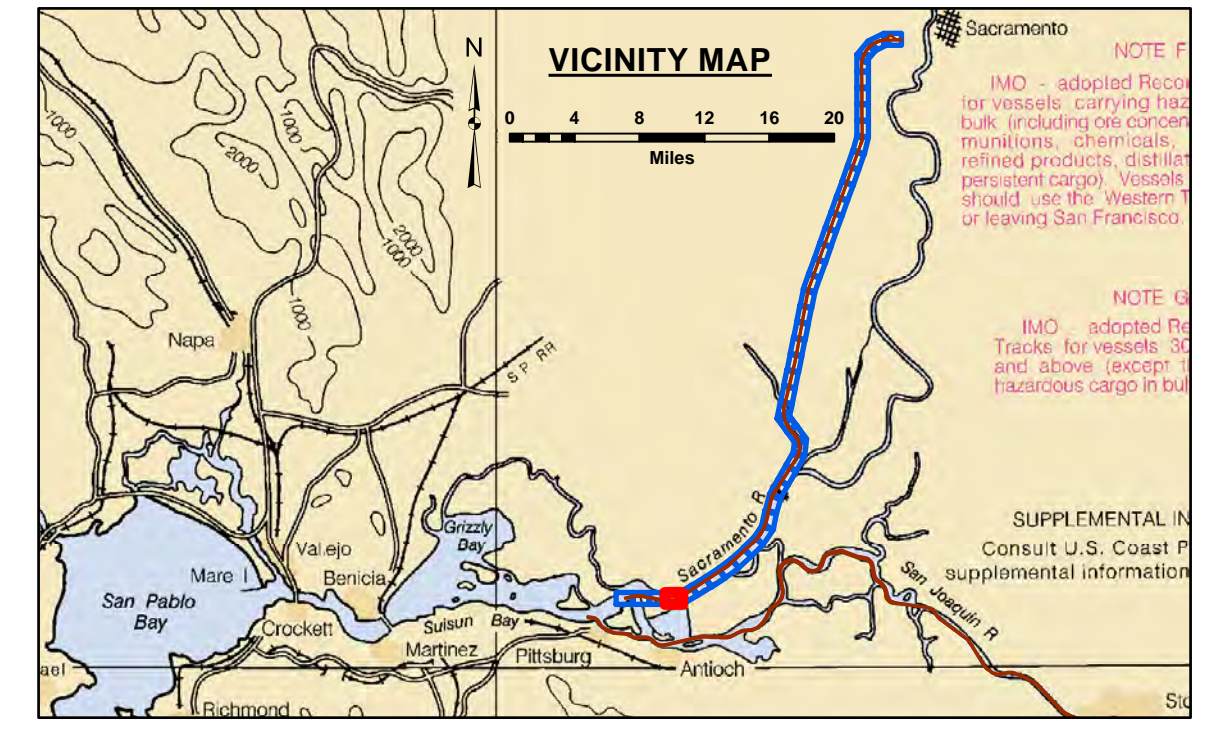 VICINITY MAP
N
0 4 8 12 16 20
Miles
Sacramento
NOTE F
IMO - adopted Recor
for vessels carrying haz
bulk (including ore concen
munitions, chemicals,
refined products, distillat
persistent cargo). Vessels
should use the Western T
or leaving San Francisco.
1000
2000
1000
2000
1000
1000
Napa
S P RR
NOTE G
IMO - adopted Re
Tracks for vessels 30
and above (except t
hazardous cargo in bul
Grizzly
Bay
Sacramento R
SUPPLEMENTAL IN
Consult U.S. Coast P
supplemental information
Vallejo
Mare I
Benicia
San Pablo
Bay
Crockett
Suisun Bay
Martinez
Pittsburg
Antioch
San Joaquin R
ael
Richmond
Sto